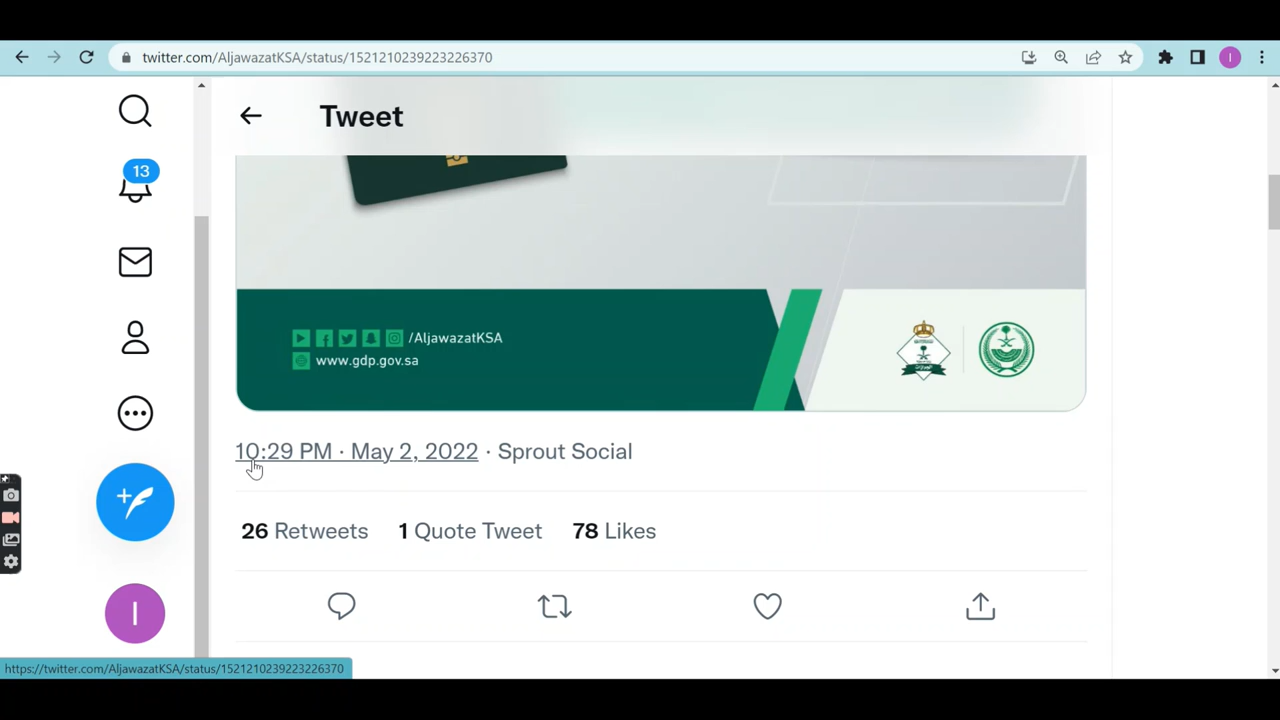 twitter.com/AljawazatKSA/status/1521210239223226370
I
Tweet
13
/AljawazatKSA
www.gdp.gov.sa
10:29 PM · May 2, 2022 · Sprout Social
26 Retweets 1 Quote Tweet 78 Likes
I
https://twitter.com/AljawazatKSA/status/1521210239223226370